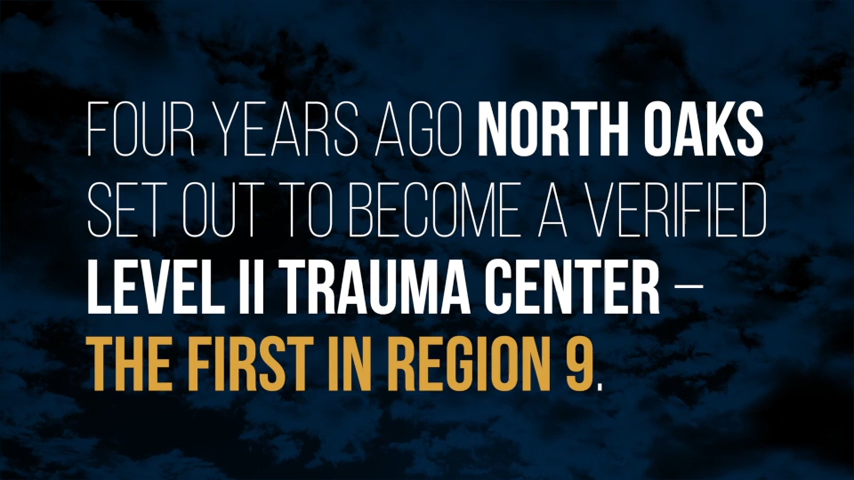 FOUR YEARS AGO NORTH OAKS
SET OUT TO BECOME A VERIFIED
LEVEL II TRAUMA CENTER –
THE FIRST IN REGION 9.